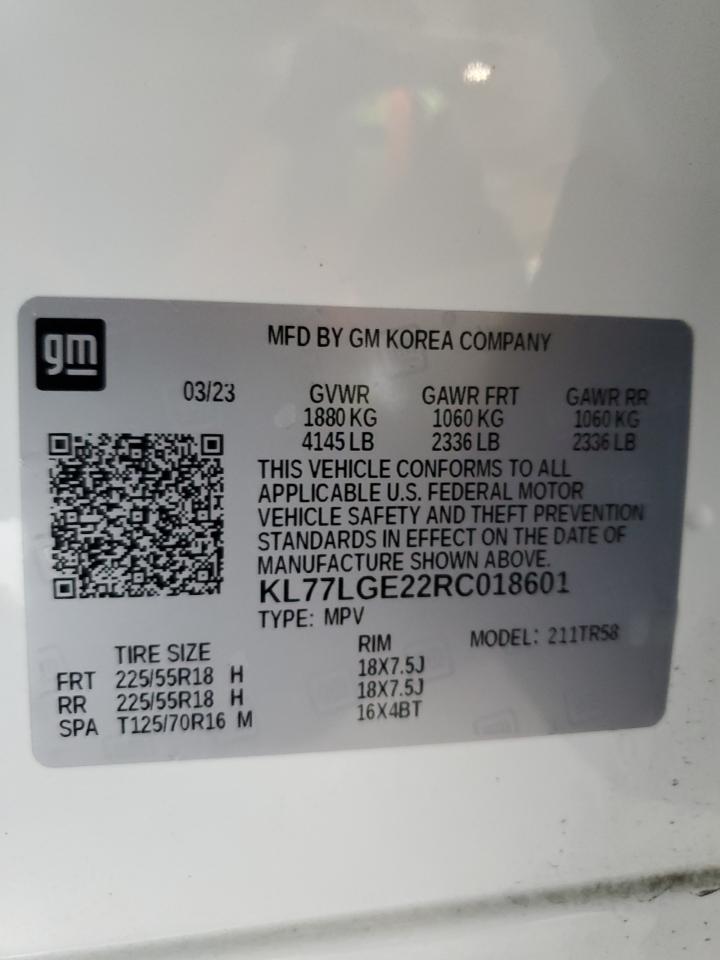 gm
MFD BY GM KOREA COMPANY
03/23 GVWR GAWR FRT GAWR RR
1880 KG 1060 KG 1060 KG
4145 LB 2336 LB 2336 LB
THIS VEHICLE CONFORMS TO ALL
APPLICABLE U.S. FEDERAL MOTOR
VEHICLE SAFETY AND THEFT PREVENTION
STANDARDS IN EFFECT ON THE DATE OF
MANUFACTURE SHOWN ABOVE.
KL77LGE22RC018601
TYPE: MPV
TIRE SIZE RIM MODEL: 211TR58
FRT 225/55R18 H 18X7.5J
RR 225/55R18 H 18X7.5J
SPA T125/70R16 M 16X4BT